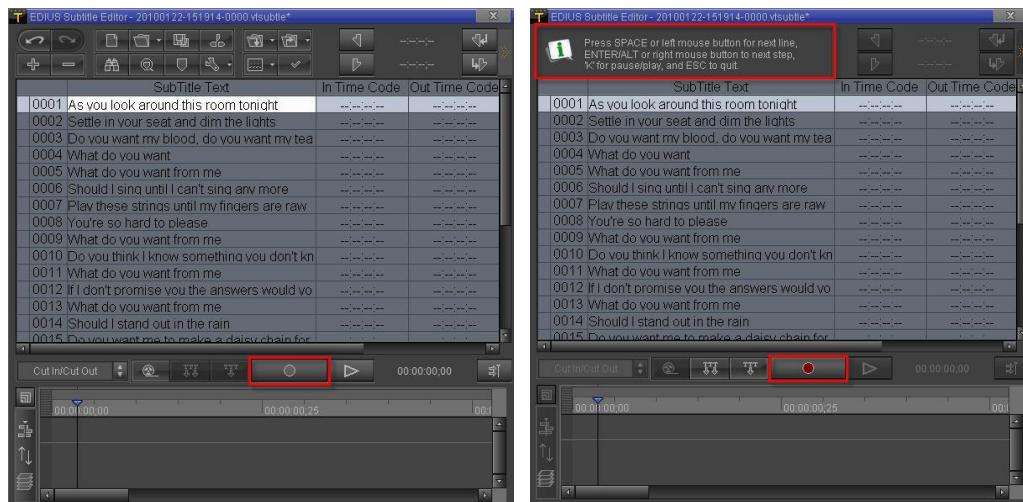 EDIUS Subtitle Editor - 20100122-151914-0000.vtsubtle*
SubTitle Text In Time Code Out Time Code
0001 As you look around this room tonight --:--:--:-- --:--:--:--
0002 Settle in your seat and dim the lights --:--:--:-- --:--:--:--
0003 Do you want my blood, do you want my tea --:--:--:-- --:--:--:--
0004 What do you want --:--:--:-- --:--:--:--
0005 What do you want from me --:--:--:-- --:--:--:--
0006 Should I sing until I can't sing any more --:--:--:-- --:--:--:--
0007 Play these strings until my fingers are raw --:--:--:-- --:--:--:--
0008 You're so hard to please --:--:--:-- --:--:--:--
0009 What do you want from me --:--:--:-- --:--:--:--
0010 Do you think I know something you don't kn --:--:--:-- --:--:--:--
0011 What do you want from me --:--:--:-- --:--:--:--
0012 If I don't promise you the answers would yo --:--:--:-- --:--:--:--
0013 What do you want from me --:--:--:-- --:--:--:--
0014 Should I stand out in the rain --:--:--:-- --:--:--:--
0015 Do you want me to make a daisy chain for --:--:--:-- --:--:--:--
Cut In/Cut Out 00:00:00;00
00:00:00;00 00:00:00;25 00:0
EDIUS Subtitle Editor - 20100122-151914-0000.vtsubtle*
Press SPACE or left mouse button for next line,
ENTER/ALT or right mouse button to next step,
'K' for pause/play, and ESC to quit.
SubTitle Text In Time Code Out Time Code
0001 As you look around this room tonight --:--:--:-- --:--:--:--
0002 Settle in your seat and dim the lights --:--:--:-- --:--:--:--
0003 Do you want my blood, do you want my tea --:--:--:-- --:--:--:--
0004 What do you want --:--:--:-- --:--:--:--
0005 What do you want from me --:--:--:-- --:--:--:--
0006 Should I sing until I can't sing any more --:--:--:-- --:--:--:--
0007 Play these strings until my fingers are raw --:--:--:-- --:--:--:--
0008 You're so hard to please --:--:--:-- --:--:--:--
0009 What do you want from me --:--:--:-- --:--:--:--
0010 Do you think I know something you don't kn --:--:--:-- --:--:--:--
0011 What do you want from me --:--:--:-- --:--:--:--
0012 If I don't promise you the answers would yo --:--:--:-- --:--:--:--
0013 What do you want from me --:--:--:-- --:--:--:--
0014 Should I stand out in the rain --:--:--:-- --:--:--:--
0015 Do you want me to make a daisy chain for --:--:--:-- --:--:--:--
Cut In/Cut Out 00:00:00;00
00:00:00;00 00:00:00;25 00:0